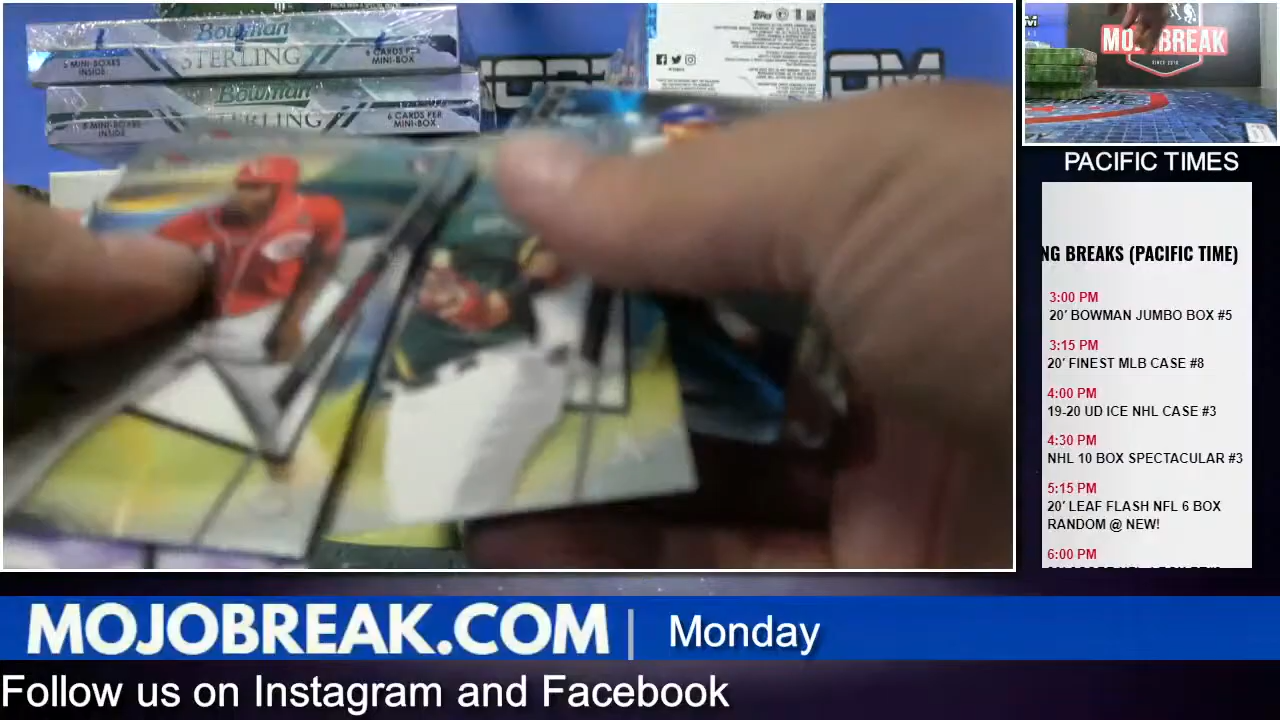 Bowman
STERLING
5 MINI-BOXES
INSIDE
6 CARDS PER
MINI-BOX
Bowman
STERLING
5 MINI-BOXES
INSIDE
6 CARDS PER
MINI-BOX
topps
MOJOBREAK
PACIFIC TIMES
NG BREAKS (PACIFIC TIME)
3:00 PM
20' BOWMAN JUMBO BOX #5
3:15 PM
20' FINEST MLB CASE #8
4:00 PM
19-20 UD ICE NHL CASE #3
4:30 PM
NHL 10 BOX SPECTACULAR #3
5:15 PM
20' LEAF FLASH NFL 6 BOX
RANDOM @ NEW!
6:00 PM
MOJOBREAK.COM | Monday
Follow us on Instagram and Facebook